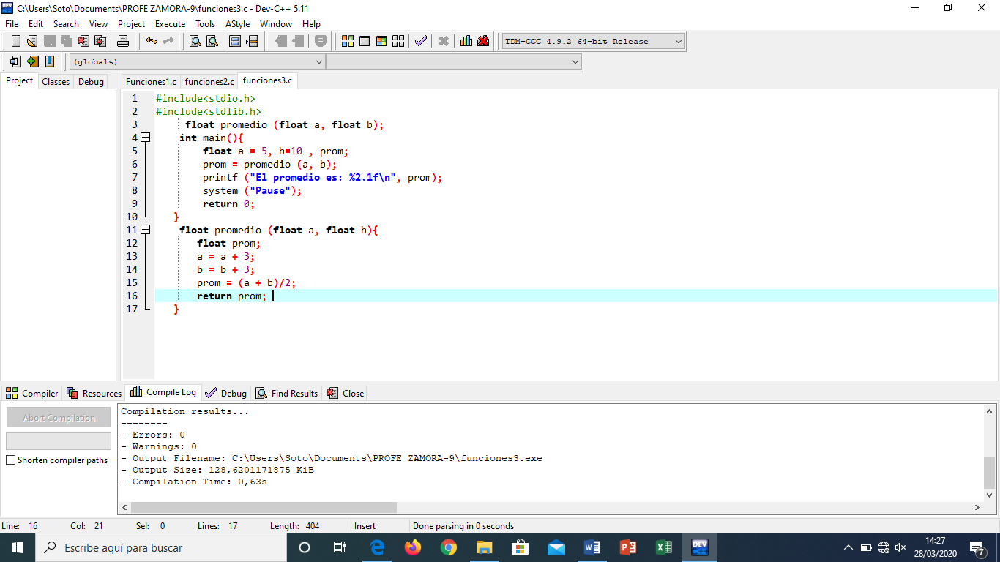 C:\Users\Soto\Documents\PROFE ZAMORA-9\funciones3.c - Dev-C++ 5.11
File Edit Search View Project Execute Tools AStyle Window Help
TDM-GCC 4.9.2 64-bit Release
(globals)
Project Classes Debug Funciones1.c funciones2.c funciones3.c
1 #include<stdio.h>
2 #include<stdlib.h>
3 float promedio (float a, float b);
4 int main(){
5 float a = 5, b=10 , prom;
6 prom = promedio (a, b);
7 printf ("El promedio es: %2.1f\n", prom);
8 system ("Pause");
9 return 0;
10 }
11 float promedio (float a, float b){
12 float prom;
13 a = a + 3;
14 b = b + 3;
15 prom = (a + b)/2;
16 return prom;
17 }
Compiler Resources Compile Log Debug Find Results Close
Abort Compilation
Shorten compiler paths
Compilation results...
--------
- Errors: 0
- Warnings: 0
- Output Filename: C:\Users\Soto\Documents\PROFE ZAMORA-9\funciones3.exe
- Output Size: 128,6201171875 KiB
- Compilation Time: 0,63s
Line: 16 Col: 21 Sel: 0 Lines: 17 Length: 404 Insert Done parsing in 0 seconds
Escribe aquí para buscar
DEV
14:27
28/03/2020
7